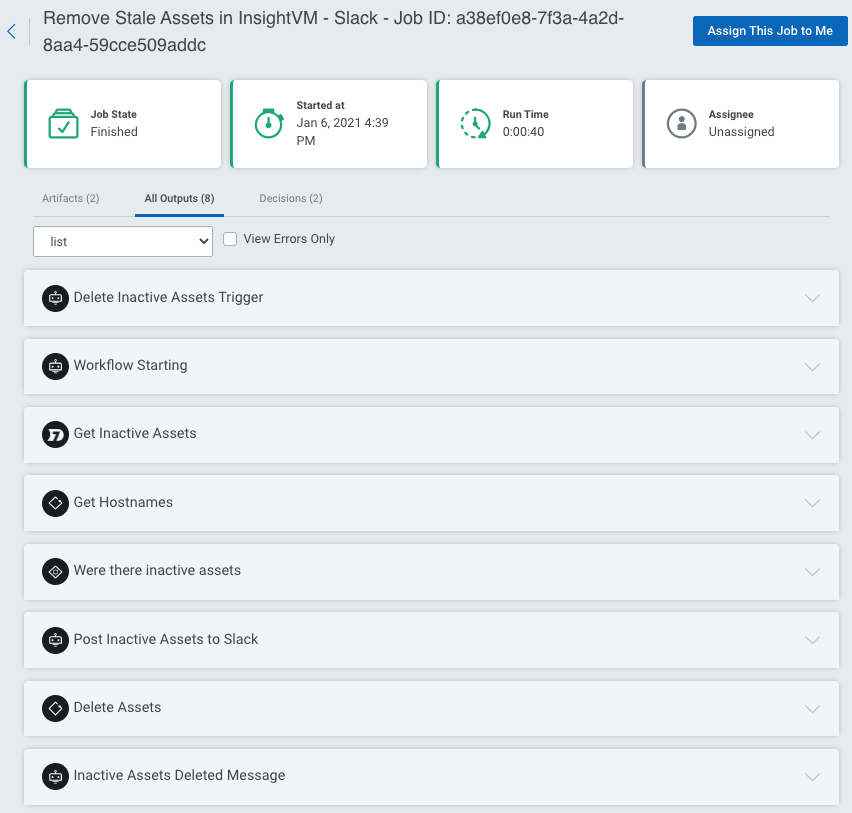 Remove Stale Assets in InsightVM - Slack - Job ID: a38ef0e8-7f3a-4a2d-
8aa4-59cce509addc
Assign This Job to Me
Job State
Finished
Started at
Jan 6, 2021 4:39
PM
Run Time
0:00:40
Assignee
Unassigned
Artifacts (2)
All Outputs (8)
Decisions (2)
list
View Errors Only
Delete Inactive Assets Trigger
Workflow Starting
Get Inactive Assets
Get Hostnames
Were there inactive assets
Post Inactive Assets to Slack
Delete Assets
Inactive Assets Deleted Message